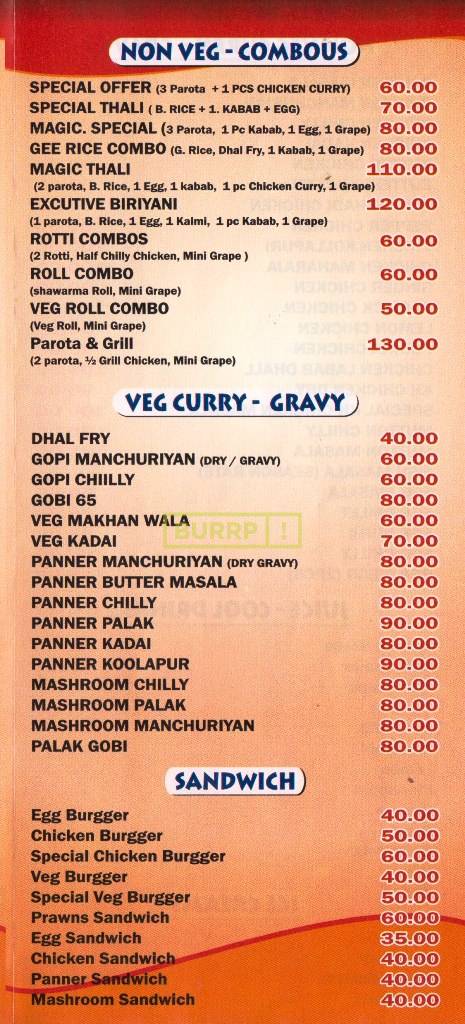 NON VEG - COMBOUS
SPECIAL OFFER (3 Parota + 1 PCS CHICKEN CURRY) 60.00
SPECIAL THALI ( B. RICE + 1. KABAB + EGG) 70.00
MAGIC. SPECIAL (3 Parota, 1 Pc Kabab, 1 Egg, 1 Grape) 80.00
GEE RICE COMBO (G. Rice, Dhal Fry, 1 Kabab, 1 Grape) 80.00
MAGIC THALI 110.00
(2 parota, B. Rice, 1 Egg, 1 kabab, 1 pc Chicken Curry, 1 Grape)
EXCUTIVE BIRIYANI 120.00
(1 parota, B. Rice, 1 Egg, 1 Kalmi, 1 pc Kabab, 1 Grape)
ROTTI COMBOS 60.00
(2 Rotti, Half Chilly Chicken, Mini Grape )
ROLL COMBO 60.00
(shawarma Roll, Mini Grape)
VEG ROLL COMBO 50.00
(Veg Roll, Mini Grape)
Parota & Grill 130.00
(2 parota, ½ Grill Chicken, Mini Grape)
VEG CURRY - GRAVY
DHAL FRY 40.00
GOPI MANCHURIYAN (DRY / GRAVY) 60.00
GOPI CHIILLY 60.00
GOBI 65 80.00
VEG MAKHAN WALA 60.00
BURRP !
VEG KADAI 70.00
PANNER MANCHURIYAN (DRY GRAVY) 80.00
PANNER BUTTER MASALA 80.00
PANNER CHILLY 80.00
PANNER PALAK 90.00
PANNER KADAI 80.00
PANNER KOOLAPUR 90.00
MASHROOM CHILLY 80.00
MASHROOM PALAK 80.00
MASHROOM MANCHURIYAN 80.00
PALAK GOBI 80.00
SANDWICH
Egg Burgger 40.00
Chicken Burgger 50.00
Special Chicken Burgger 60.00
Veg Burgger 40.00
Special Veg Burgger 50.00
Prawns Sandwich 60.00
Egg Sandwich 35.00
Chicken Sandwich 40.00
Panner Sandwich 40.00
Mashroom Sandwich 40.00